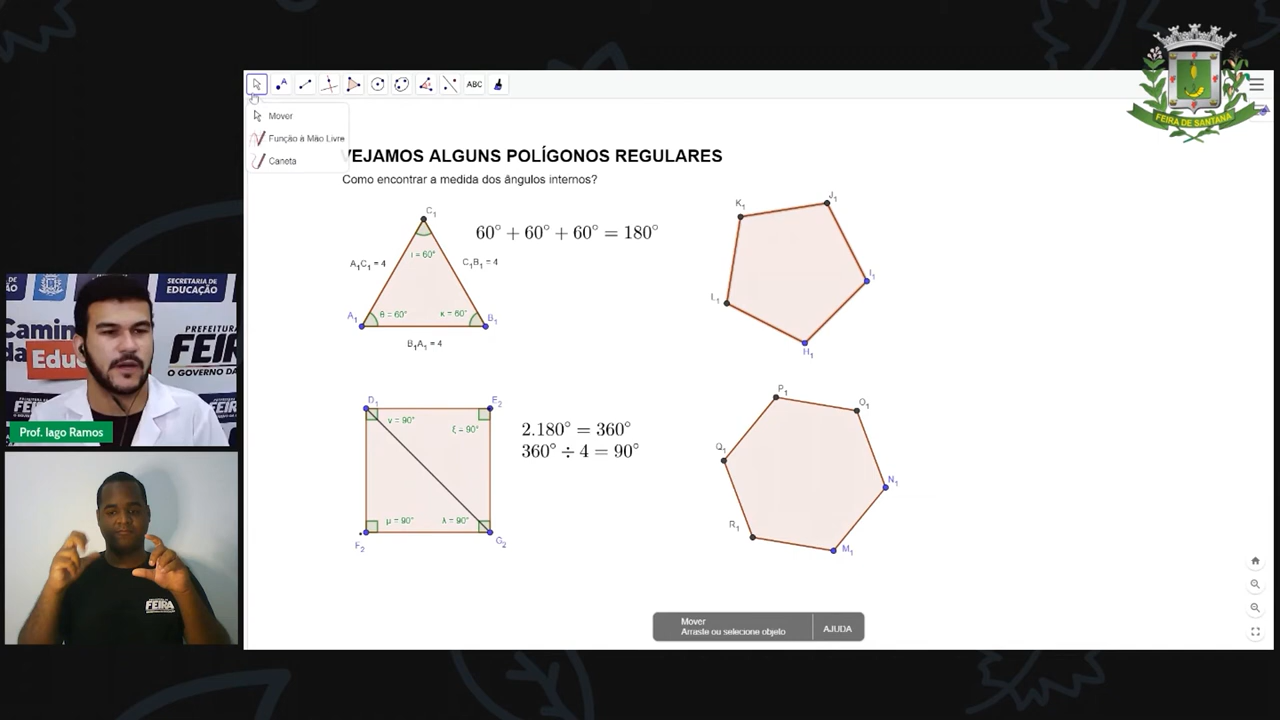 FEIRA DE SANTANA
ABC
Mover
Função à Mão Livre
Caneta
VEJAMOS ALGUNS POLÍGONOS REGULARES
Como encontrar a medida dos ângulos internos?
C₁
60° + 60° + 60° = 180°
ι = 60°
A₁C₁ = 4
C₁B₁ = 4
A₁
θ = 60°
κ = 60°
B₁
B₁A₁ = 4
K₁
J₁
I₁
L₁
H₁
D₁
E₂
ν = 90°
ξ = 90°
2.180° = 360°
360° ÷ 4 = 90°
μ = 90°
λ = 90°
F₂
G₂
P₁
O₁
Q₁
N₁
R₁
M₁
Mover
Arraste ou selecione objeto
AJUDA
SECRETARIA DE
EDUCAÇÃO
PREFEITURA
FEIRA
O GOVERNO DA
Camin
da
Educ
Prof. Iago Ramos
FEIRA